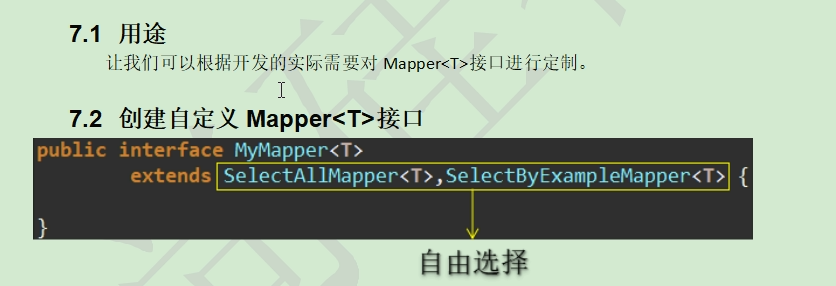 7.1 用途
让我们可以根据开发的实际需要对 Mapper<T>接口进行定制。
7.2 创建自定义 Mapper<T>接口
public interface MyMapper<T>
extends SelectAllMapper<T>,SelectByExampleMapper<T> {
}
自由选择